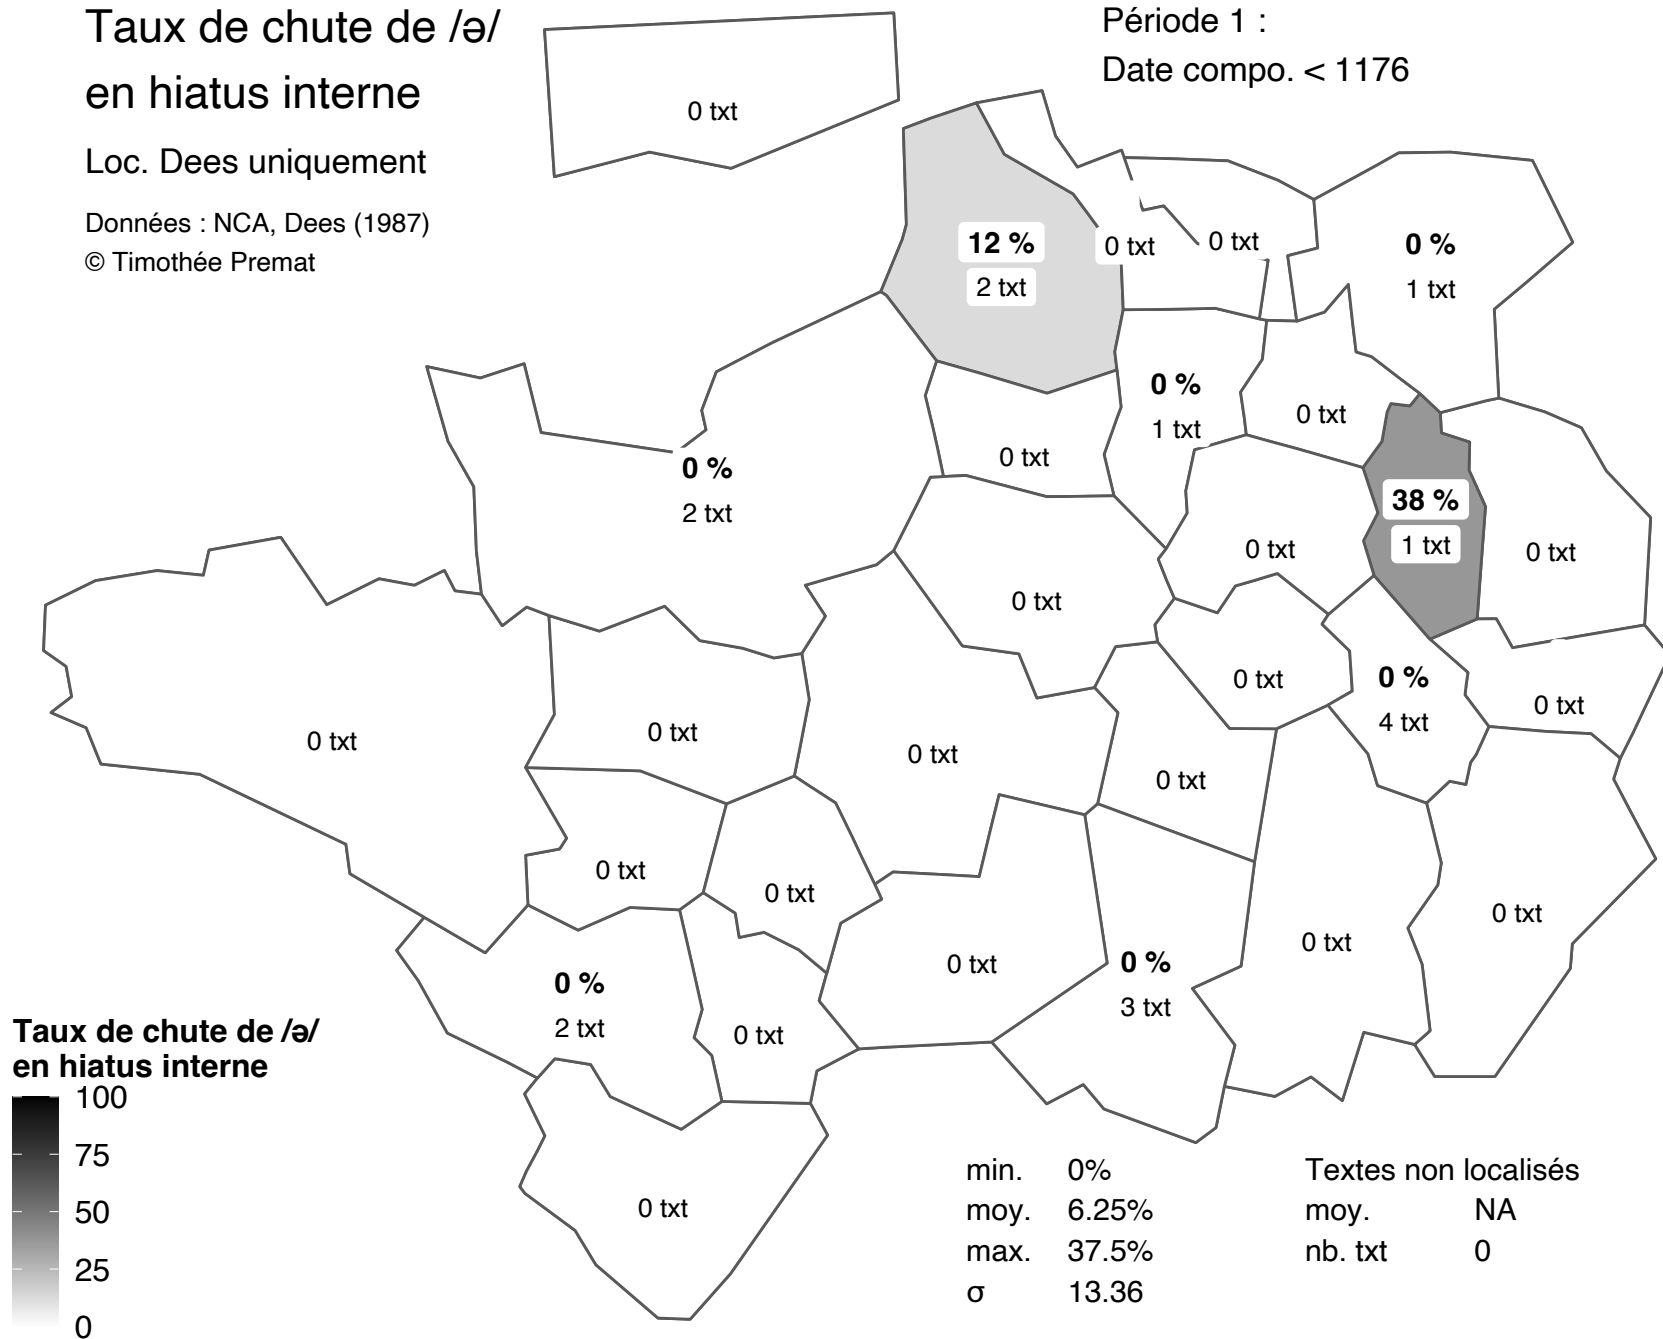 Taux de chute de /ə/
en hiatus interne
Loc. Dees uniquement
Données : NCA, Dees (1987)
© Timothée Premat
Période 1 :
Date compo. < 1176
0 txt
12 %
2 txt
0 txt
0 txt
0 %
1 txt
0 %
1 txt
0 txt
0 txt
0 %
2 txt
38 %
1 txt
0 txt
0 txt
0 txt
0 txt
0 %
4 txt
0 txt
0 txt
0 txt
0 txt
0 txt
0 txt
0 txt
0 txt
0 txt
0 txt
0 txt
0 %
3 txt
0 %
2 txt
0 txt
0 txt
Taux de chute de /ə/
en hiatus interne
100
75
50
25
0
min. 0%
moy. 6.25%
max. 37.5%
σ 13.36
Textes non localisés
moy. NA
nb. txt 0